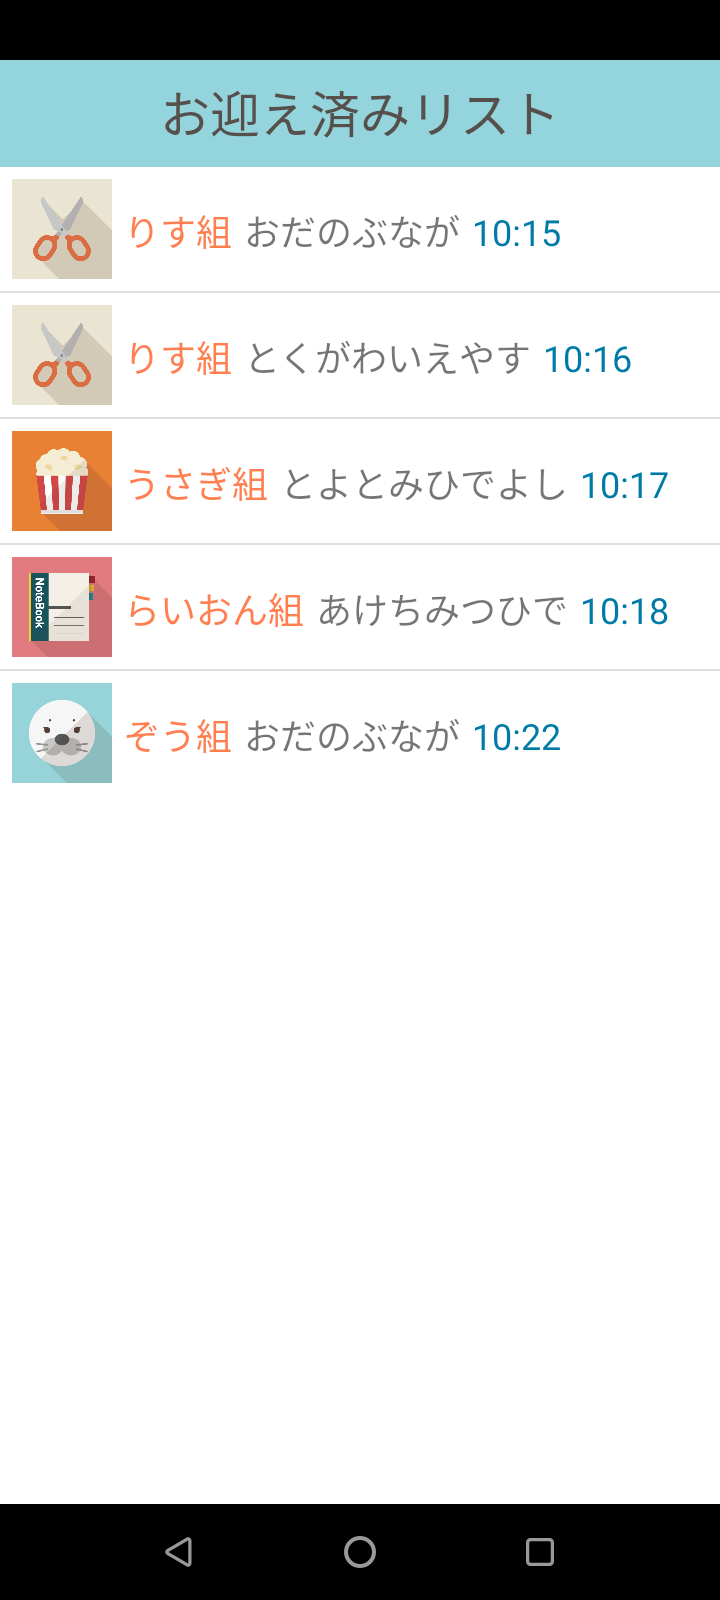 お迎え済みリスト
りす組 おだのぶなが 10:15
りす組 とくがわいえやす 10:16
うさぎ組 とよとみひでよし 10:17
NoteBook
らいおん組 あけちみつひで 10:18
ぞう組 おだのぶなが 10:22